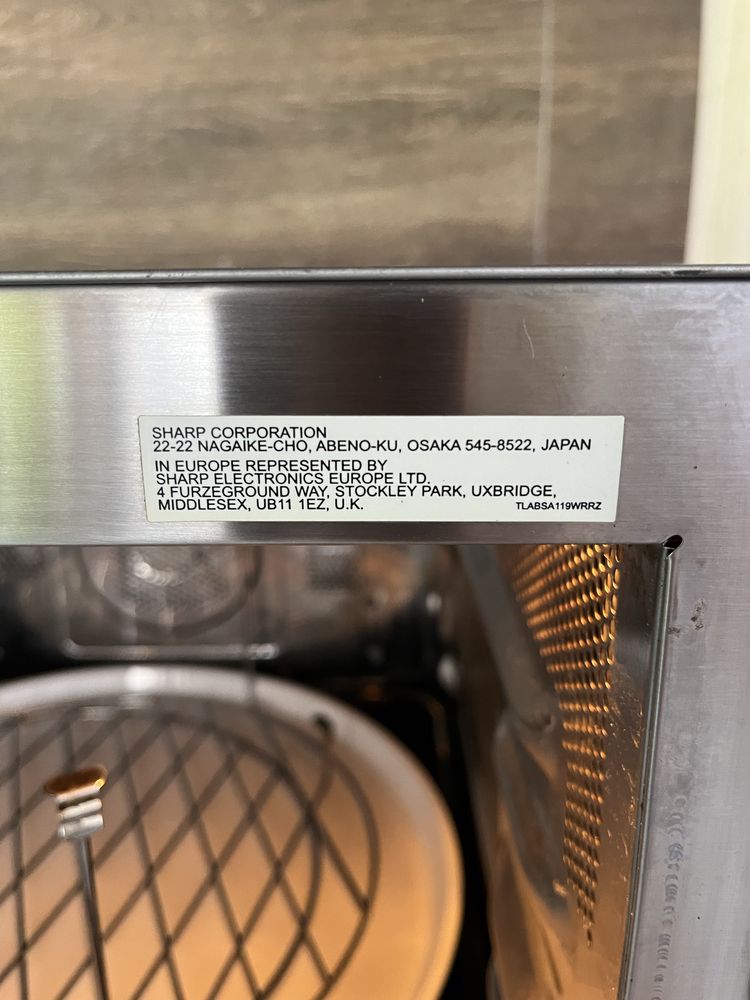 SHARP CORPORATION
22-22 NAGAIKE-CHO, ABENO-KU, OSAKA 545-8522, JAPAN
IN EUROPE REPRESENTED BY
SHARP ELECTRONICS EUROPE LTD.
4 FURZEGROUND WAY, STOCKLEY PARK, UXBRIDGE,
MIDDLESEX, UB11 1EZ, U.K.
TLABSA119WRRZ